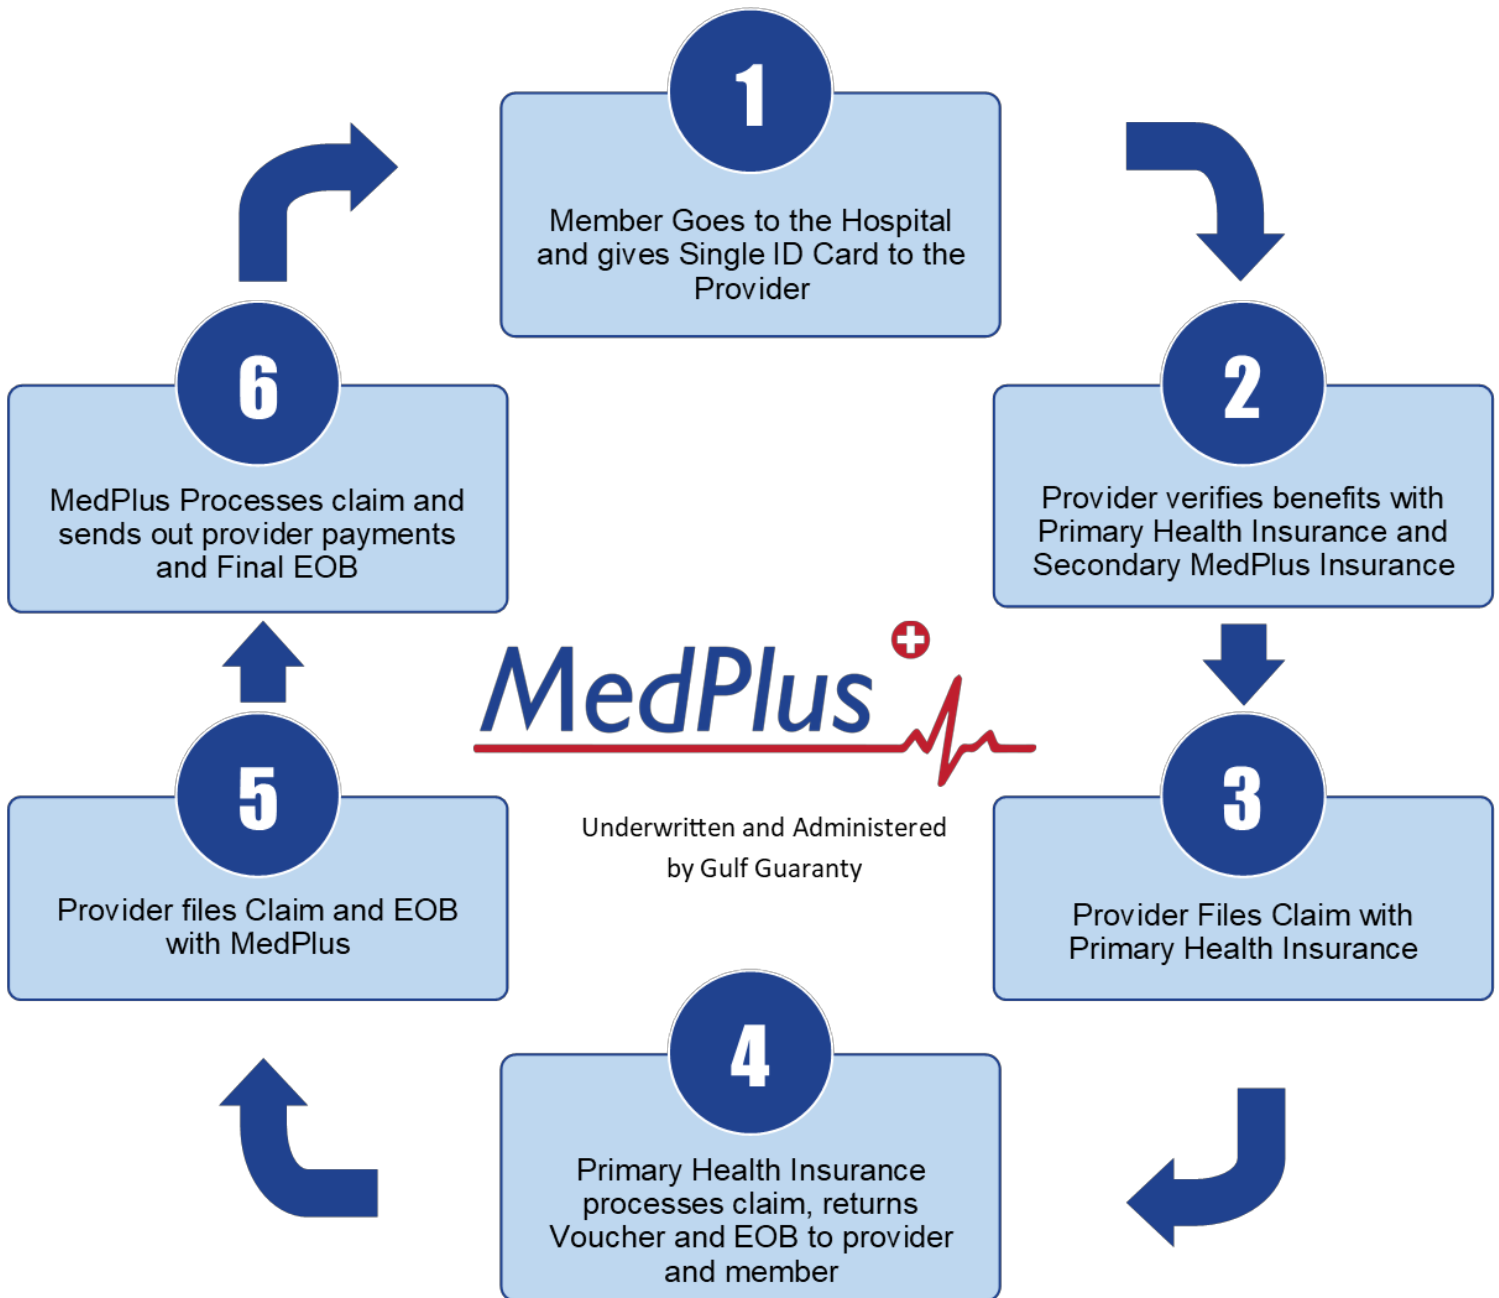 1
Member Goes to the Hospital
and gives Single ID Card to the
Provider
2
Provider verifies benefits with
Primary Health Insurance and
Secondary MedPlus Insurance
3
Provider Files Claim with
Primary Health Insurance
4
Primary Health Insurance
processes claim, returns
Voucher and EOB to provider
and member
5
Provider files Claim and EOB
with MedPlus
6
MedPlus Processes claim and
sends out provider payments
and Final EOB
MedPlus
Underwritten and Administered
by Gulf Guaranty